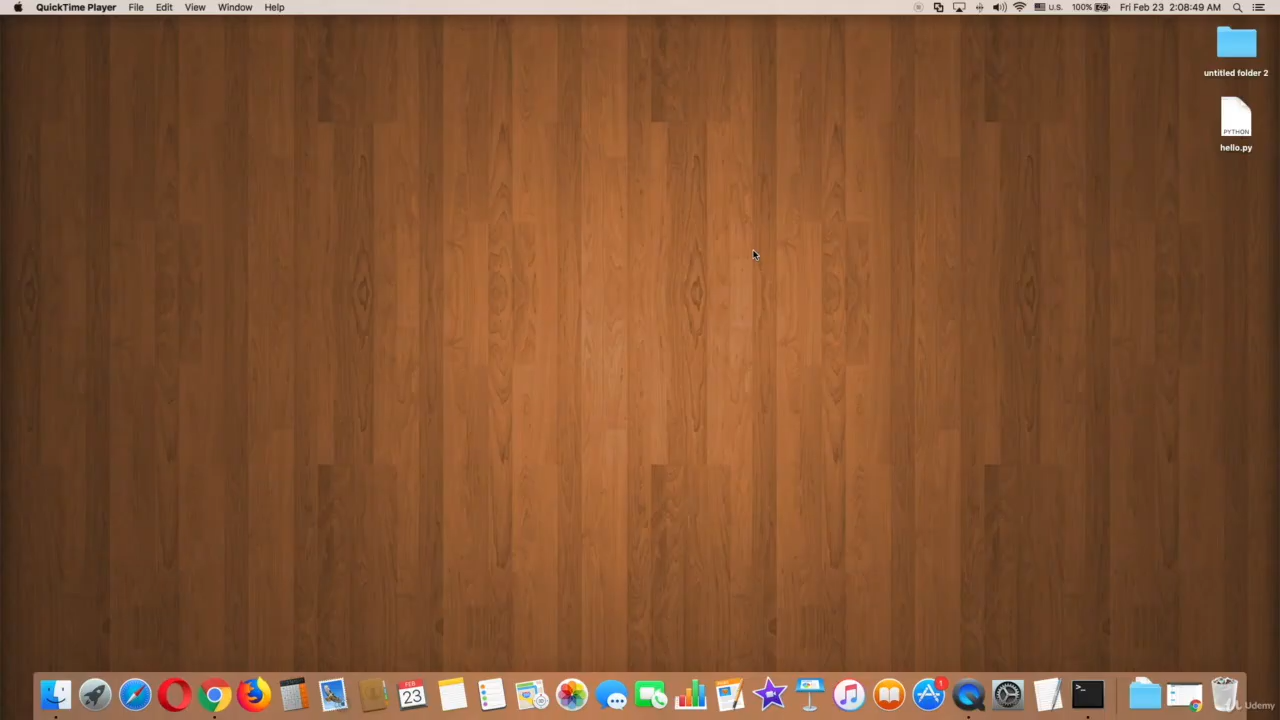 QuickTime Player File Edit View Window Help U.S. 100% Fri Feb 23 2:08:49 AM
untitled folder 2
PYTHON
hello.py
FEB
23
1
>_
Udemy